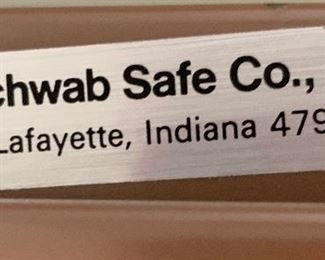 chwab Safe Co.,
Lafayette, Indiana 479